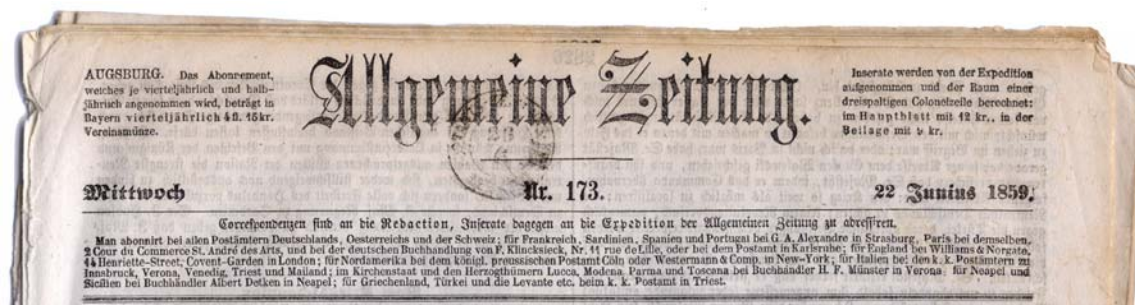 AUGSBURG. Das Abonnement,
welches je vierteljährlich und halb-
jährlich angenommen wird, beträgt in
Bayern vierteljährlich 4 fl. 15 kr.
Vereinsmünze.
Allgemeine Zeitung.
Inserate werden von der Expedition
aufgenommen und der Raum einer
dreispaltigen Colonelzeile berechnet:
im Hauptblatt mit 12 kr., in der
Beilage mit 9 kr.
Mittwoch Nr. 173. 22 Junius 1859.
Correspondenzen sind an die Redaction, Inserate dagegen an die Expedition der Allgemeinen Zeitung zu adressiren.
Man abonnirt bei allen Postämtern Deutschlands, Oesterreichs und der Schweiz; für Frankreich, Sardinien, Spanien und Portugal bei G. A. Alexandre in Strasburg, Paris bei demselben,
2 Cour du Commerce St. André des Arts, und bei der deutschen Buchhandlung von F. Klincksieck, Nr. 11 rue de Lille, oder bei dem Postamt in Karlsruhe; für England bei Williams & Norgate,
14 Henriette-Street, Covent-Garden in London; für Nordamerika bei dem königl. preussischen Postamt Cöln oder Westermann & Comp. in New-York; für Italien bei den k. k. Postämtern zu
Innsbruck, Verona, Venedig, Triest und Mailand; im Kirchenstaat und den Herzogthümern Lucca, Modena, Parma und Toscana bei Buchhändler H. F. Münster in Verona; für Neapel und
Sicilien bei Buchhändler Albert Detken in Neapel; für Griechenland, Türkei und die Levante etc. beim k. k. Postamt in Triest.